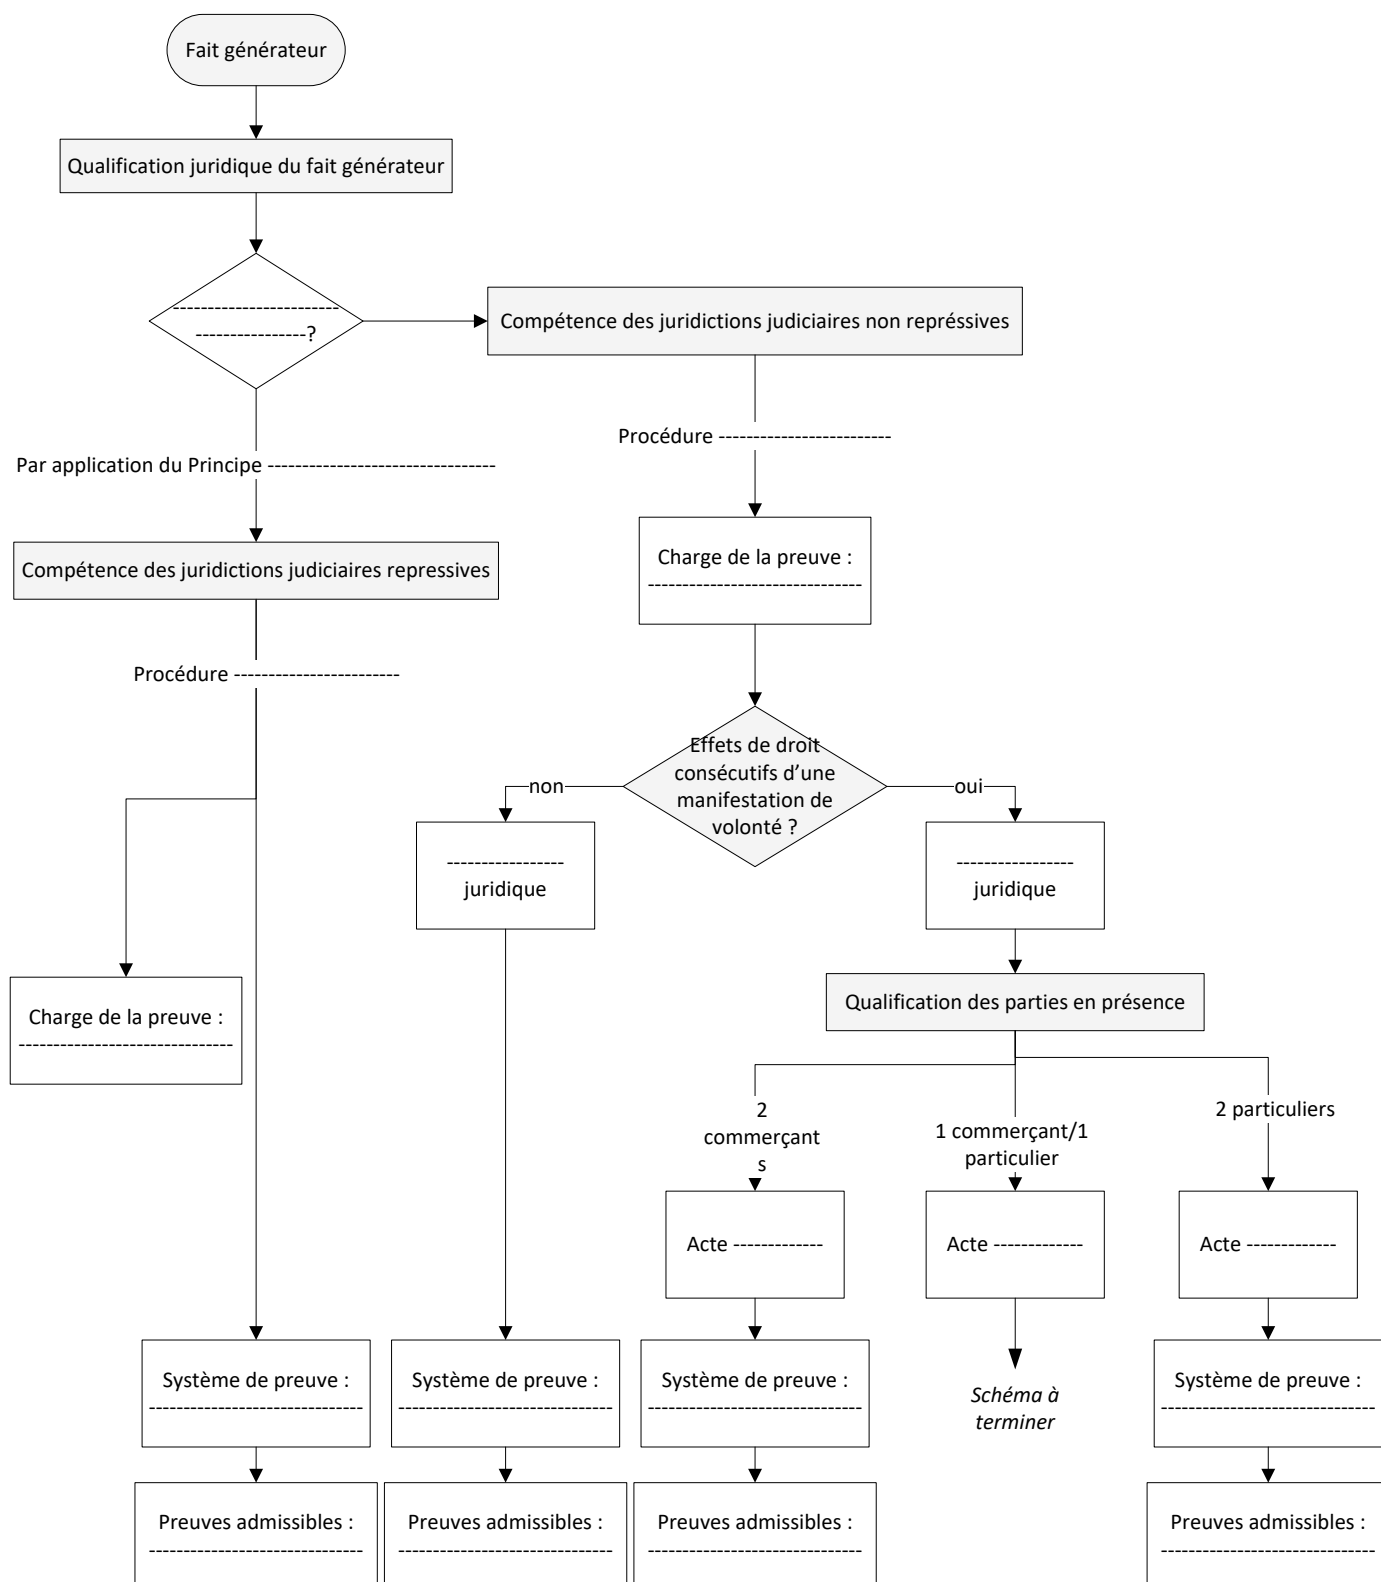 Fait générateur
Qualification juridique du fait générateur
------------------------
----------------?
Compétence des juridictions judiciaires non représsives
Procédure -------------------------
Par application du Principe ---------------------------------
Compétence des juridictions judiciaires repressives
Charge de la preuve :
-------------------------------
Procédure ------------------------
Effets de droit
consécutifs d’une
manifestation de
volonté ?
non
oui
-----------------
juridique
-----------------
juridique
Charge de la preuve :
-------------------------------
Qualification des parties en présence
2
commerçant
s
1 commerçant/1
particulier
2 particuliers
Acte -------------
Acte -------------
Acte -------------
Système de preuve :
-------------------------------
Système de preuve :
-------------------------------
Système de preuve :
-------------------------------
Schéma à
terminer
Système de preuve :
-------------------------------
Preuves admissibles :
-------------------------------
Preuves admissibles :
-------------------------------
Preuves admissibles :
-------------------------------
Preuves admissibles :
-------------------------------